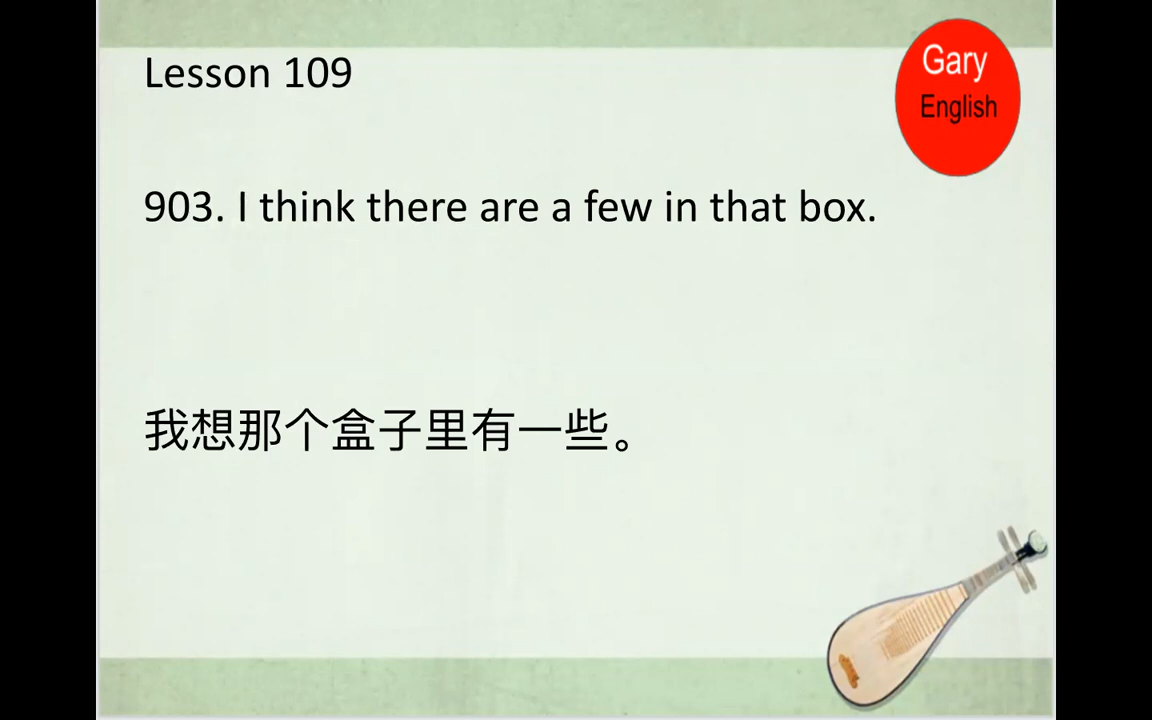 Lesson 109
Gary
English
903. I think there are a few in that box.
我想那个盒子里有一些。